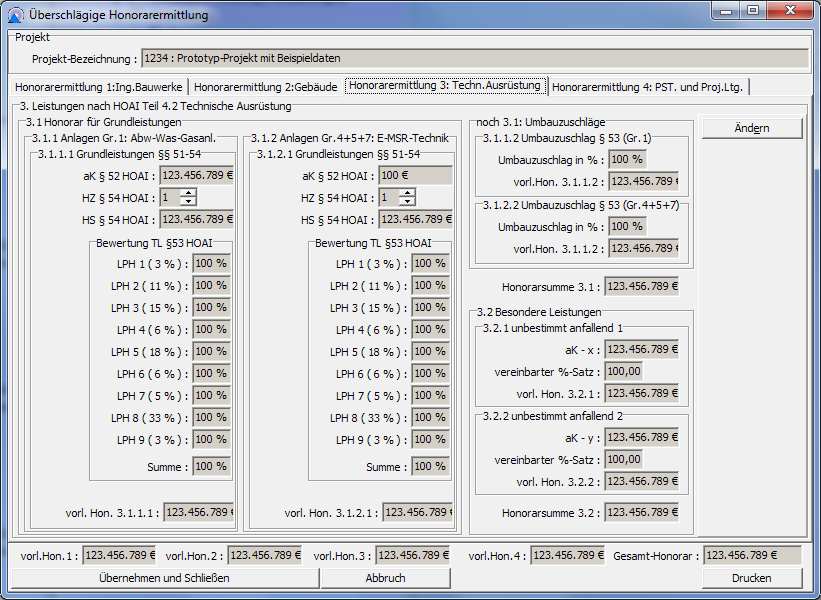 Überschlägige Honorarermittlung
Projekt
Projekt-Bezeichnung : 1234 : Prototyp-Projekt mit Beispieldaten
Honorarermittlung 1:Ing.Bauwerke Honorarermittlung 2:Gebäude Honorarermittlung 3: Techn.Ausrüstung Honorarermittlung 4: PST. und Proj.Ltg.
3. Leistungen nach HOAI Teil 4.2 Technische Ausrüstung
3.1 Honorar für Grundleistungen
3.1.1 Anlagen Gr.1: Abw-Was-Gasanl.
3.1.1.1 Grundleistungen §§ 51-54
aK § 52 HOAI : 123.456.789 €
HZ § 54 HOAI : 1
HS § 54 HOAI : 123.456.789 €
Bewertung TL §53 HOAI
LPH 1 ( 3 % ) : 100 %
LPH 2 ( 11 % ) : 100 %
LPH 3 ( 15 % ) : 100 %
LPH 4 ( 6 % ) : 100 %
LPH 5 ( 18 % ) : 100 %
LPH 6 ( 6 % ) : 100 %
LPH 7 ( 5 % ) : 100 %
LPH 8 ( 33 % ) : 100 %
LPH 9 ( 3 % ) : 100 %
Summe : 100 %
vorl. Hon. 3.1.1.1 : 123.456.789
3.1.2 Anlagen Gr.4+5+7: E-MSR-Technik
3.1.2.1 Grundleistungen §§ 51-54
aK § 52 HOAI : 100 €
HZ § 54 HOAI : 1
HS § 54 HOAI : 123.456.789 €
Bewertung TL §53 HOAI
LPH 1 ( 3 % ) : 100 %
LPH 2 ( 11 % ) : 100 %
LPH 3 ( 15 % ) : 100 %
LPH 4 ( 6 % ) : 100 %
LPH 5 ( 18 % ) : 100 %
LPH 6 ( 6 % ) : 100 %
LPH 7 ( 5 % ) : 100 %
LPH 8 ( 33 % ) : 100 %
LPH 9 ( 3 % ) : 100 %
Summe : 100 %
vorl. Hon. 3.1.2.1 : 123.456.789
noch 3.1: Umbauzuschläge
3.1.1.2 Umbauzuschlag § 53 (Gr.1)
Umbauzuschlag in % : 100 %
vorl.Hon. 3.1.1.2 : 123.456.789 €
3.1.2.2 Umbauzuschlag § 53 (Gr.4+5+7)
Umbauzuschlag in % : 100 %
vorl.Hon. 3.1.1.2 : 123.456.789 €
Honorarsumme 3.1 : 123.456.789 €
3.2 Besondere Leistungen
3.2.1 unbestimmt anfallend 1
aK - x : 123.456.789 €
vereinbarter %-Satz : 100,00
vorl. Hon. 3.2.1 : 123.456.789 €
3.2.2 unbestimmt anfallend 2
aK - y : 123.456.789 €
vereinbarter %-Satz : 100,00
vorl. Hon. 3.2.2 : 123.456.789 €
Honorarsumme 3.2 : 123.456.789 €
Ändern
vorl.Hon.1 : 123.456.789 € vorl.Hon.2 : 123.456.789 € vorl.Hon.3 : 123.456.789 € vorl.Hon.4 : 123.456.789 € Gesamt-Honorar : 123.456.789 €
Übernehmen und Schließen Abbruch Drucken